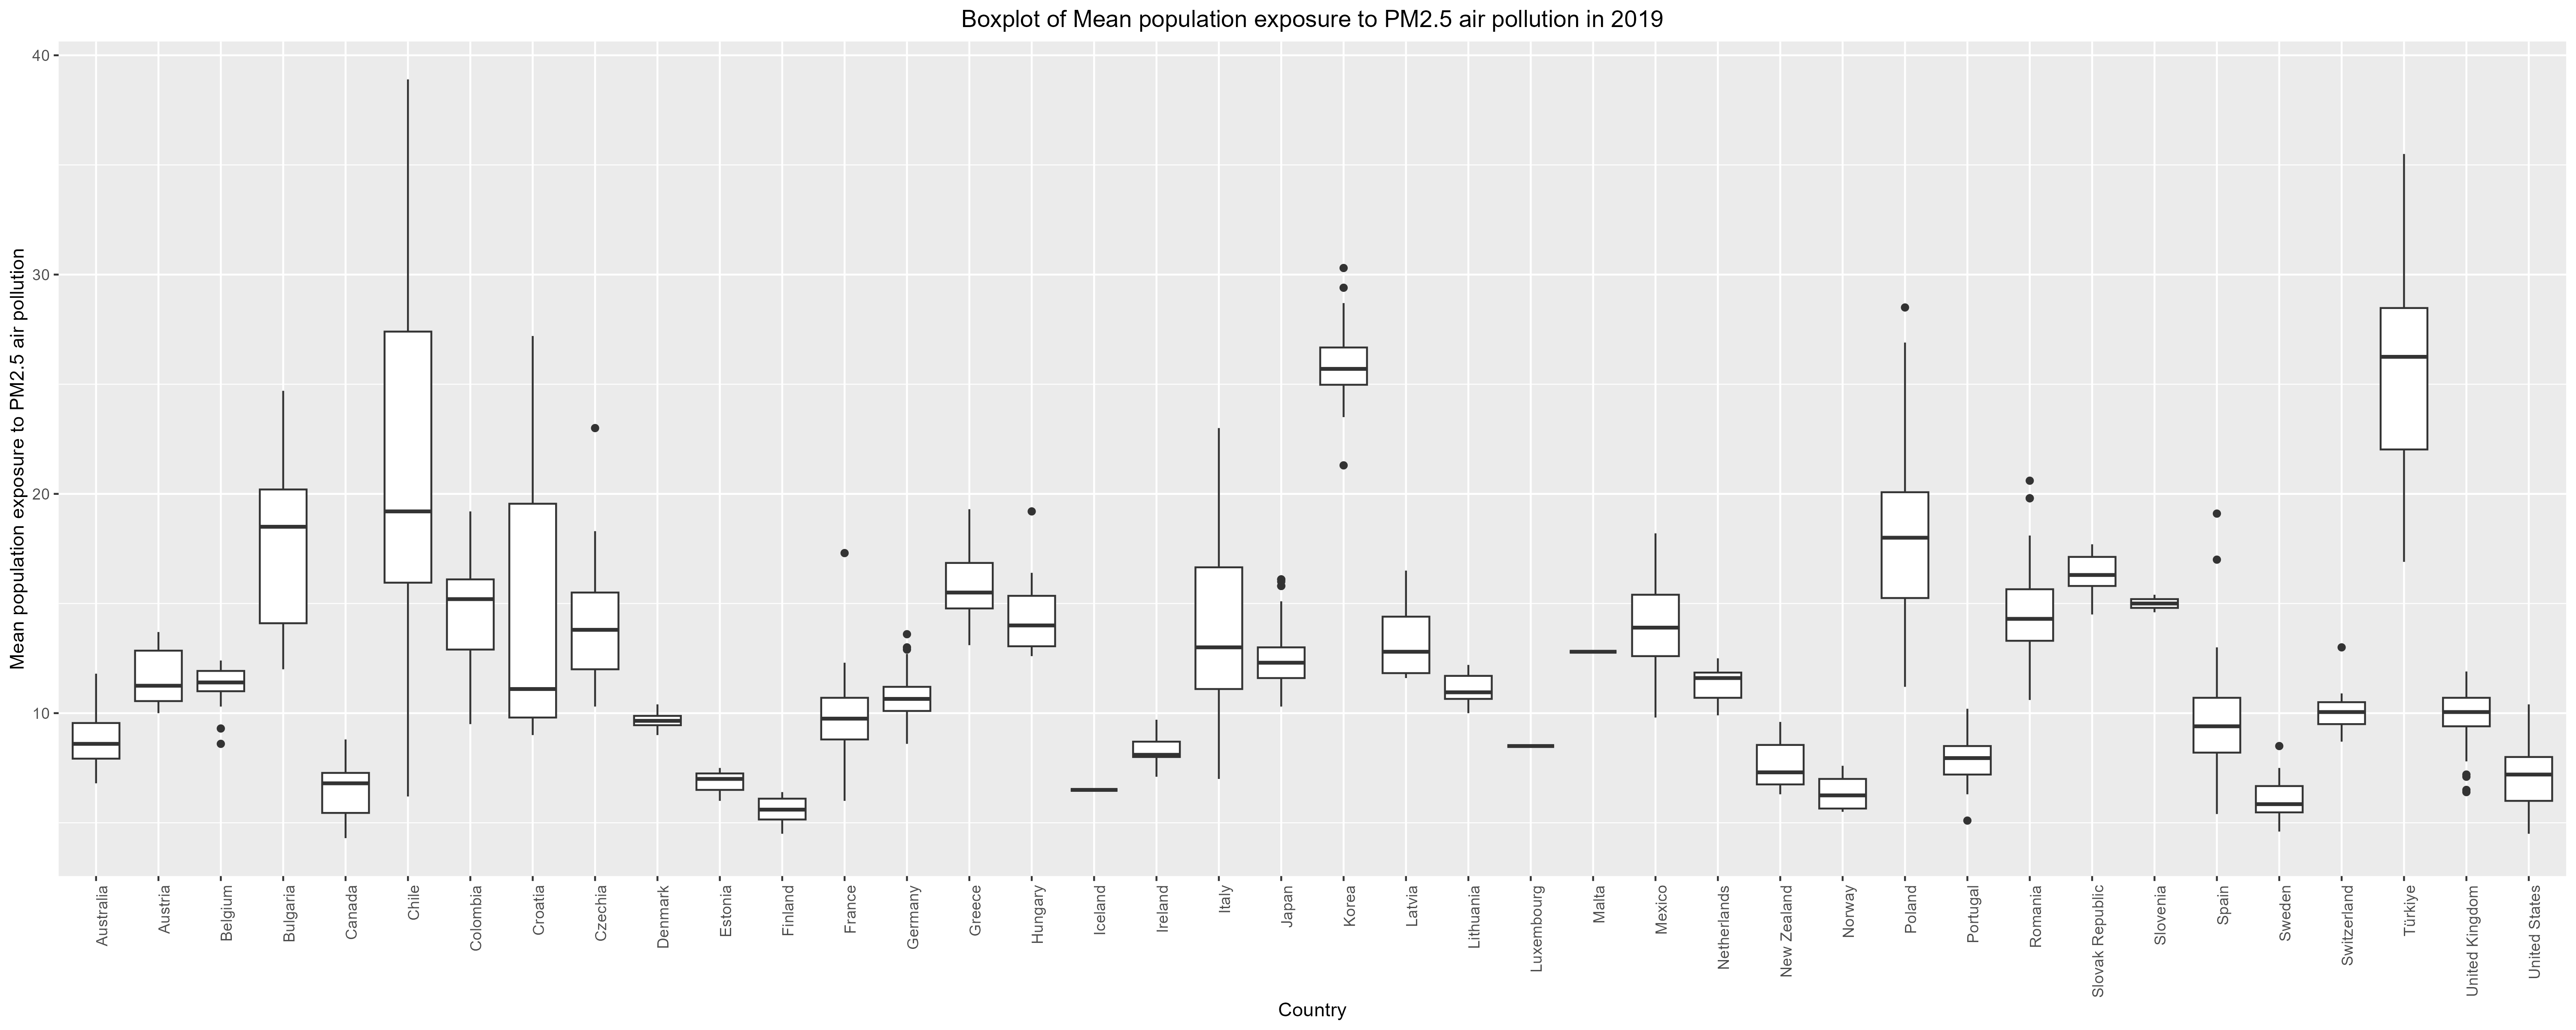 Boxplot of Mean population exposure to PM2.5 air pollution in 2019
Mean population exposure to PM2.5 air pollution
40
30
20
10
Australia
Austria
Belgium
Bulgaria
Canada
Chile
Colombia
Croatia
Czechia
Denmark
Estonia
Finland
France
Germany
Greece
Hungary
Iceland
Ireland
Italy
Japan
Korea
Latvia
Lithuania
Luxembourg
Malta
Mexico
Netherlands
New Zealand
Norway
Poland
Portugal
Romania
Slovak Republic
Slovenia
Spain
Sweden
Switzerland
Türkiye
United Kingdom
United States
Country